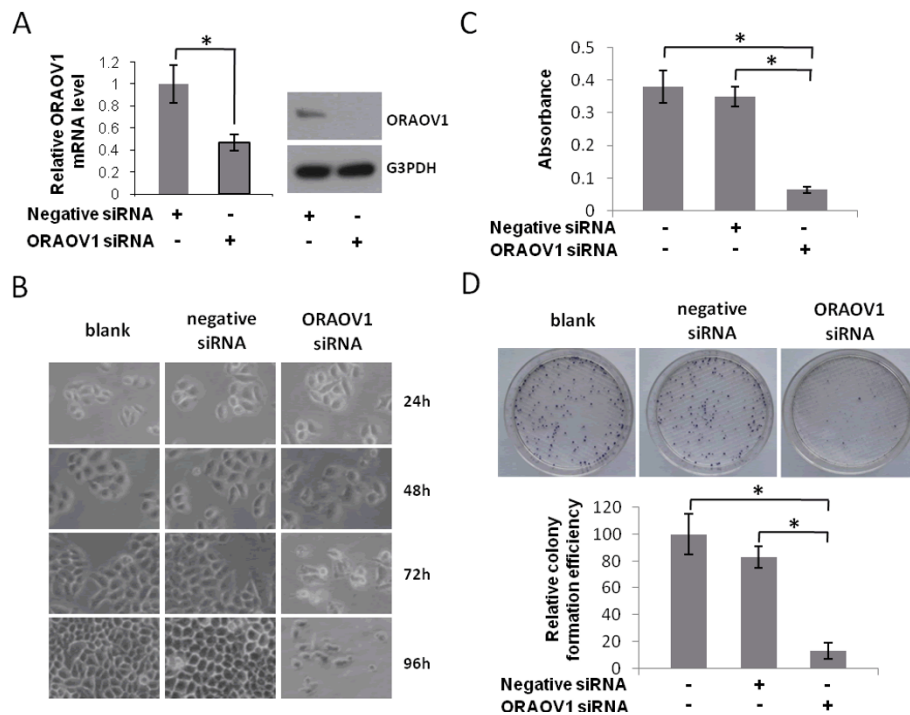 A
*
Relative ORAOV1
mRNA level
1.2
1
0.8
0.6
0.4
0.2
0
ORAOV1
G3PDH
Negative siRNA + - + -
ORAOV1 siRNA - + - +
B
blank
negative
siRNA
ORAOV1
siRNA
24h
48h
72h
96h
C
*
*
Absorbance
0.5
0.4
0.3
0.2
0.1
0
Negative siRNA - + -
ORAOV1 siRNA - - +
D
blank
negative
siRNA
ORAOV1
siRNA
*
*
Relative colony
formation efficiency
120
100
80
60
40
20
0
Negative siRNA - + -
ORAOV1 siRNA - - +